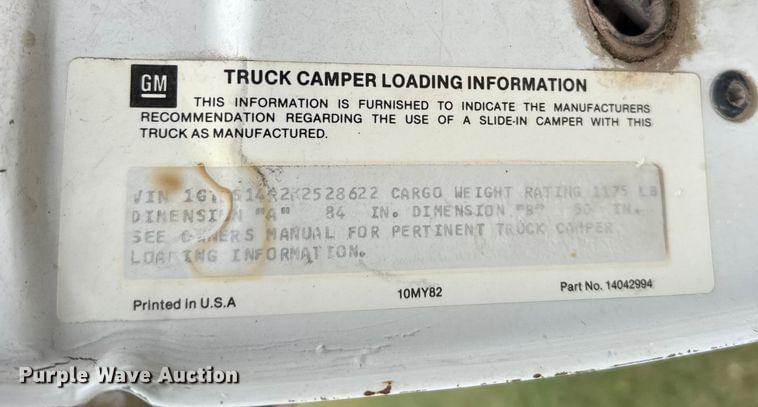 GM
TRUCK CAMPER LOADING INFORMATION
THIS INFORMATION IS FURNISHED TO INDICATE THE MANUFACTURERS
RECOMMENDATION REGARDING THE USE OF A SLIDE-IN CAMPER WITH THIS
TRUCK AS MANUFACTURED.
VIN CARGO WEIGHT RATING 1175 LB
DIMENSION "A" 84 IN. DIMENSION "B" IN.
SEE OWNERS MANUAL FOR PERTINENT TRUCK CAMPER
LOADING INFORMATION.
Printed in U.S.A 10MY82 Part No. 14042994
Purple Wave Auction